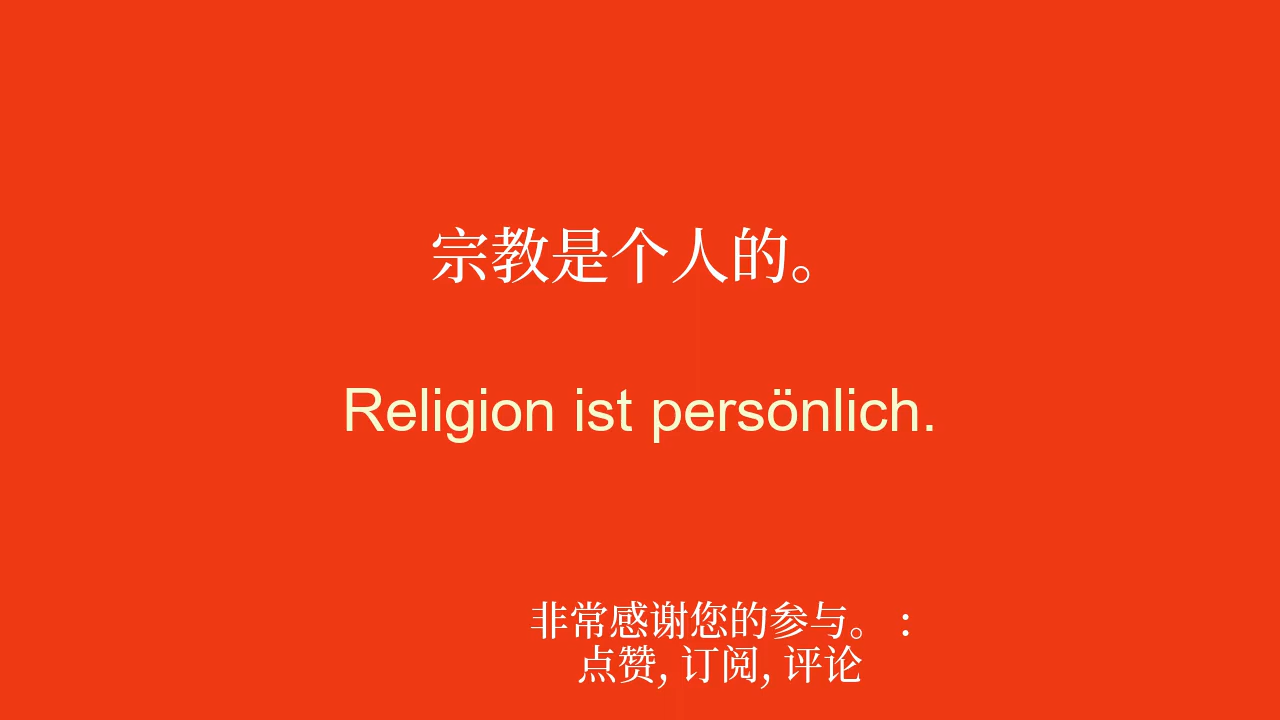 宗教是个人的。
Religion ist persönlich.
非常感谢您的参与。 :
点赞, 订阅, 评论